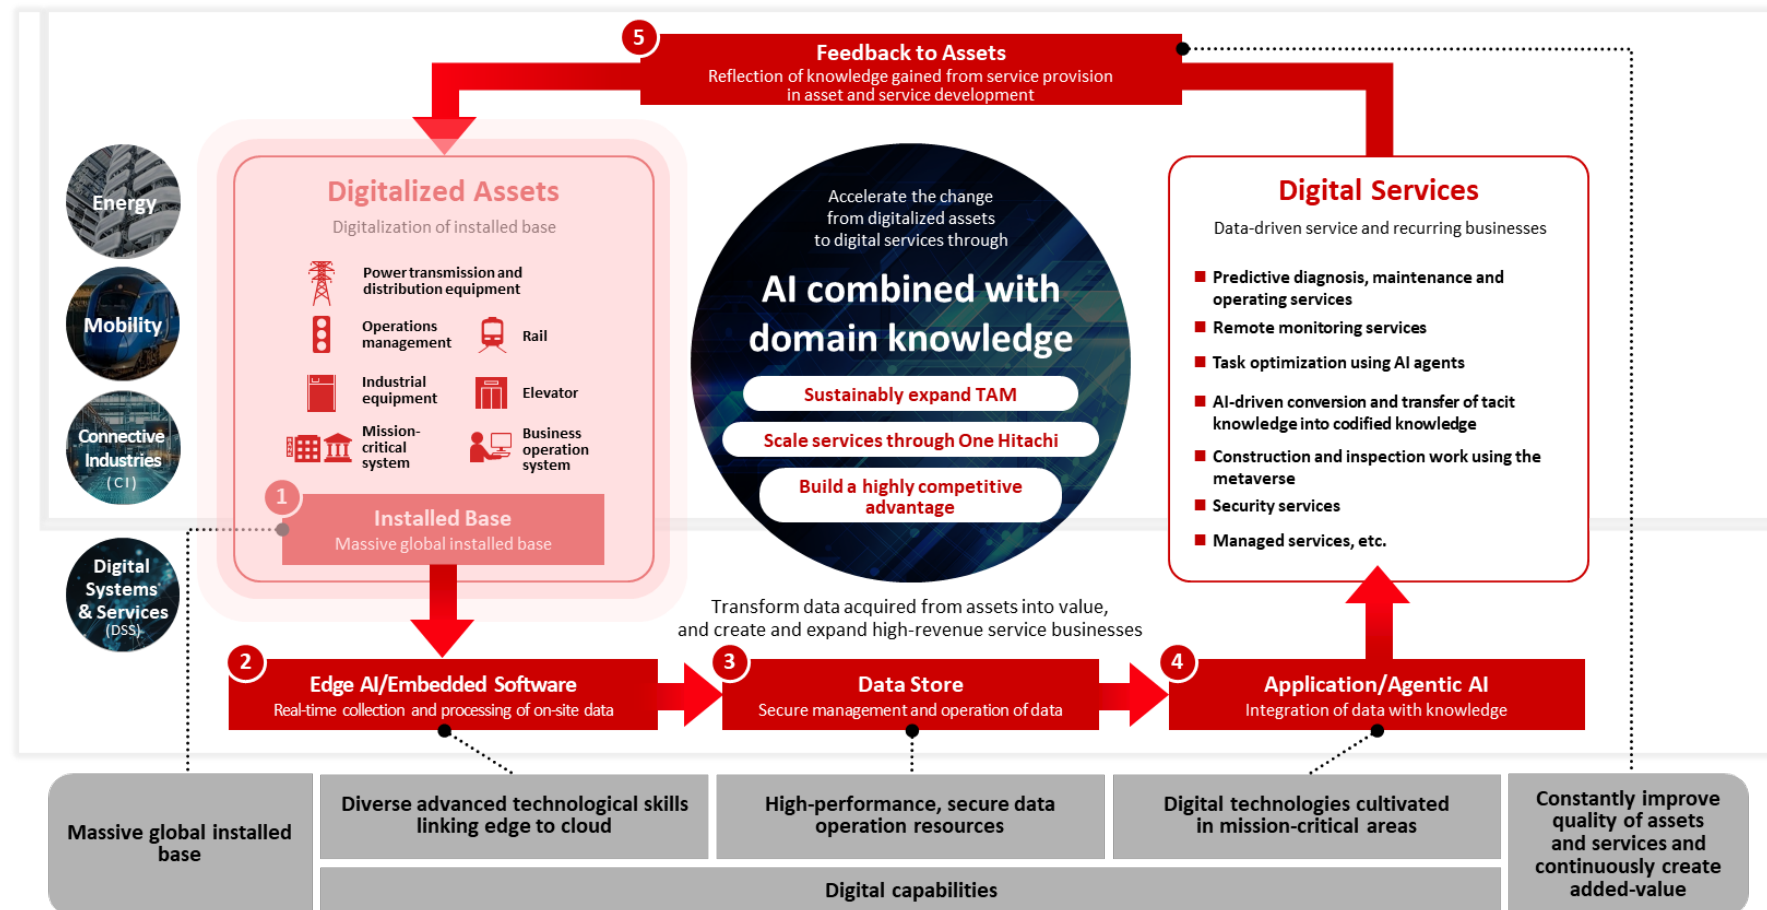 5
Feedback to Assets
Reflection of knowledge gained from service provision
in asset and service development
Energy
Mobility
Connective
Industries
(CI)
Digital
Systems
& Services
(DSS)
Digitalized Assets
Digitalization of installed base
Power transmission and
distribution equipment
Operations
management
Rail
Industrial
equipment
Elevator
Mission-
critical
system
Business
operation
system
1
Installed Base
Massive global installed base
Accelerate the change
from digitalized assets
to digital services through
AI combined with
domain knowledge
Sustainably expand TAM
Scale services through One Hitachi
Build a highly competitive
advantage
Transform data acquired from assets into value,
and create and expand high-revenue service businesses
Digital Services
Data-driven service and recurring businesses
Predictive diagnosis, maintenance and
operating services
Remote monitoring services
Task optimization using AI agents
AI-driven conversion and transfer of tacit
knowledge into codified knowledge
Construction and inspection work using the
metaverse
Security services
Managed services, etc.
2
Edge AI/Embedded Software
Real-time collection and processing of on-site data
3
Data Store
Secure management and operation of data
4
Application/Agentic AI
Integration of data with knowledge
Massive global installed
base
Diverse advanced technological skills
linking edge to cloud
High-performance, secure data
operation resources
Digital technologies cultivated
in mission-critical areas
Constantly improve
quality of assets
and services and
continuously create
added-value
Digital capabilities